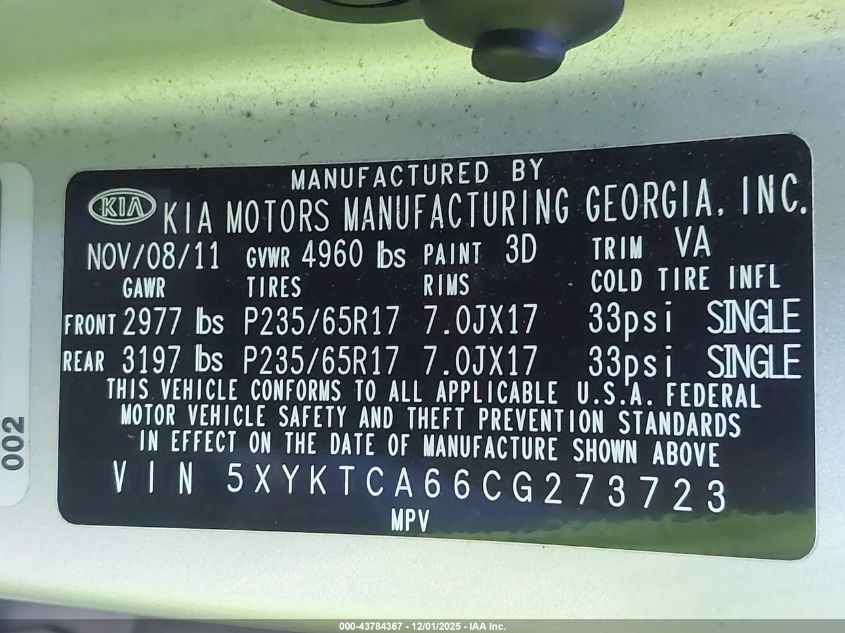 MANUFACTURED BY
KIA KIA MOTORS MANUFACTURING GEORGIA, INC.
NOV/08/11 GVWR 4960 lbs PAINT 3D TRIM VA
GAWR TIRES RIMS COLD TIRE INFL
FRONT 2977 lbs P235/65R17 7.0JX17 33psi SINGLE
REAR 3197 lbs P235/65R17 7.0JX17 33psi SINGLE
THIS VEHICLE CONFORMS TO ALL APPLICABLE U.S.A. FEDERAL
MOTOR VEHICLE SAFETY AND THEFT PREVENTION STANDARDS
IN EFFECT ON THE DATE OF MANUFACTURE SHOWN ABOVE
VIN 5XYKTCA66CG273723
MPV
002
000-43784367 - 12/01/2025 - IAA Inc.